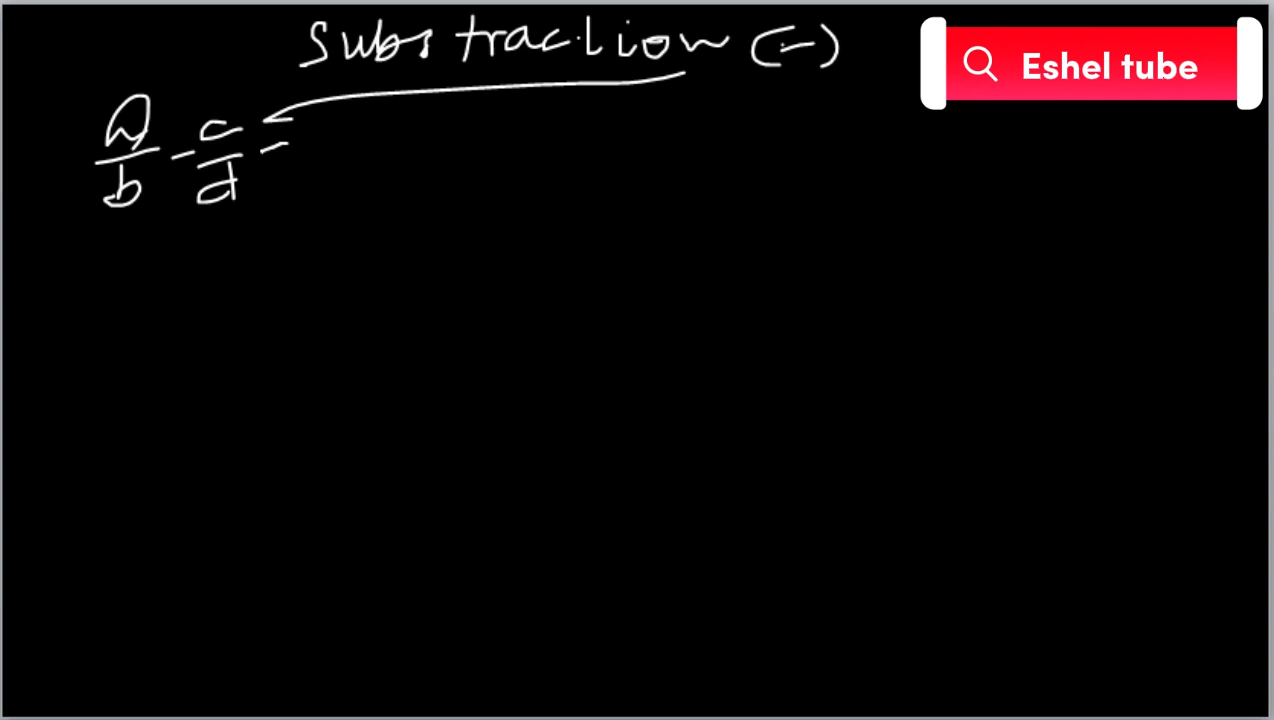 Substraction (-)
Eshel tube
a/b - c/d =